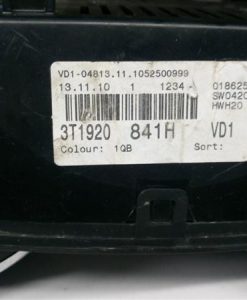 VD1-04813.11.1052500999
13.11.10 1 1234 - 018625
SW0420
HWH20
3T1920 841H VD1
Colour: 1QB Sort: